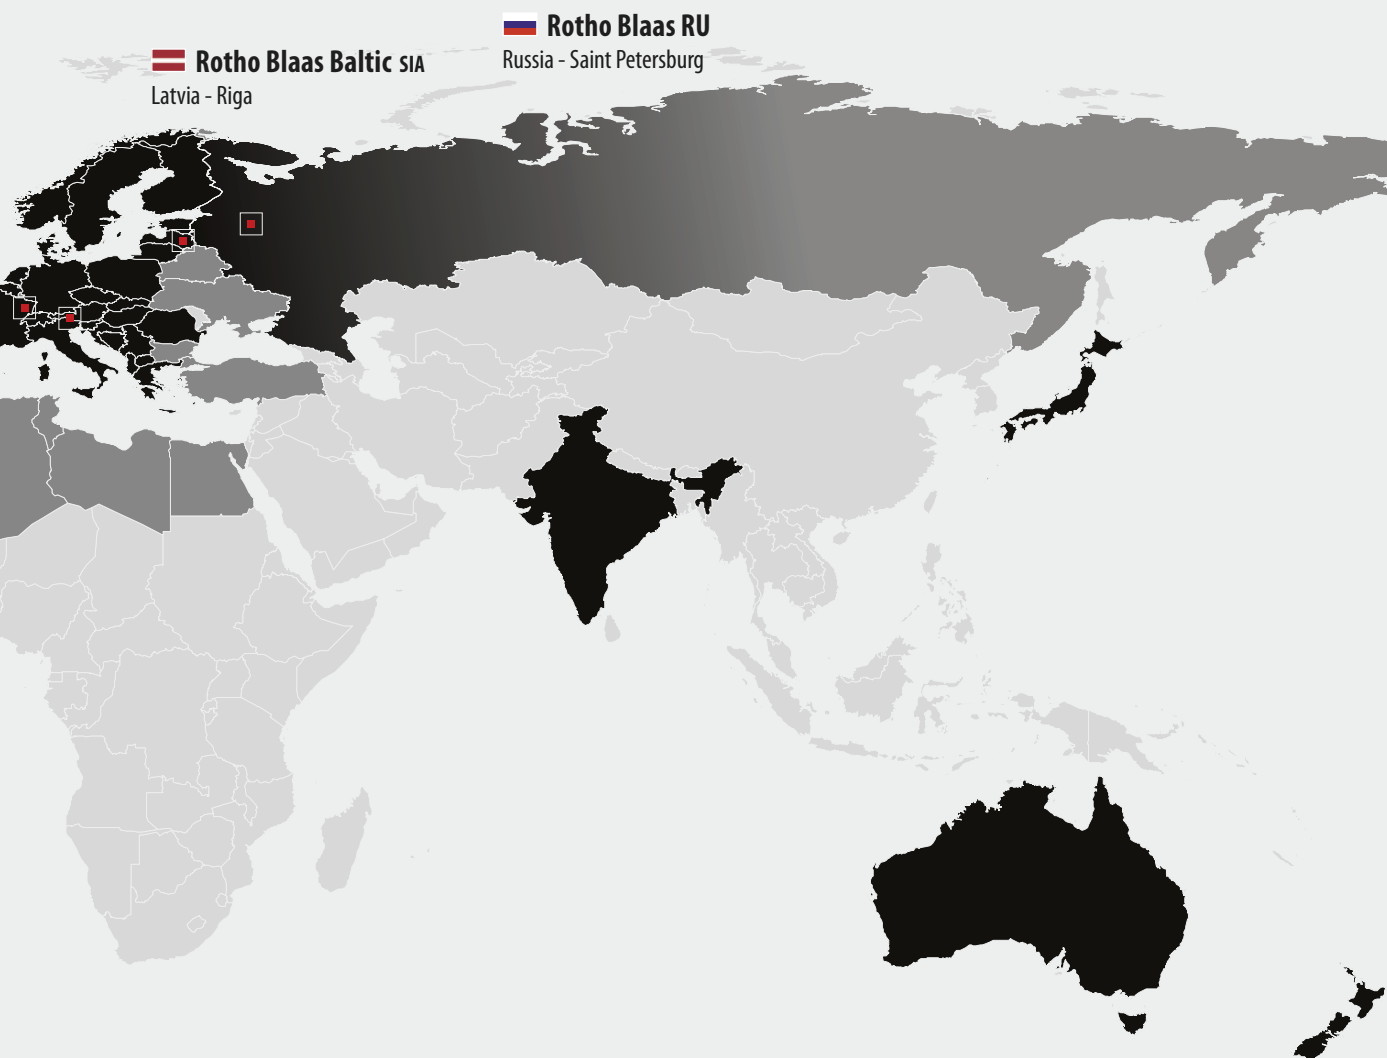 Rotho Blaas RU
Russia - Saint Petersburg
Rotho Blaas Baltic SIA
Latvia - Riga